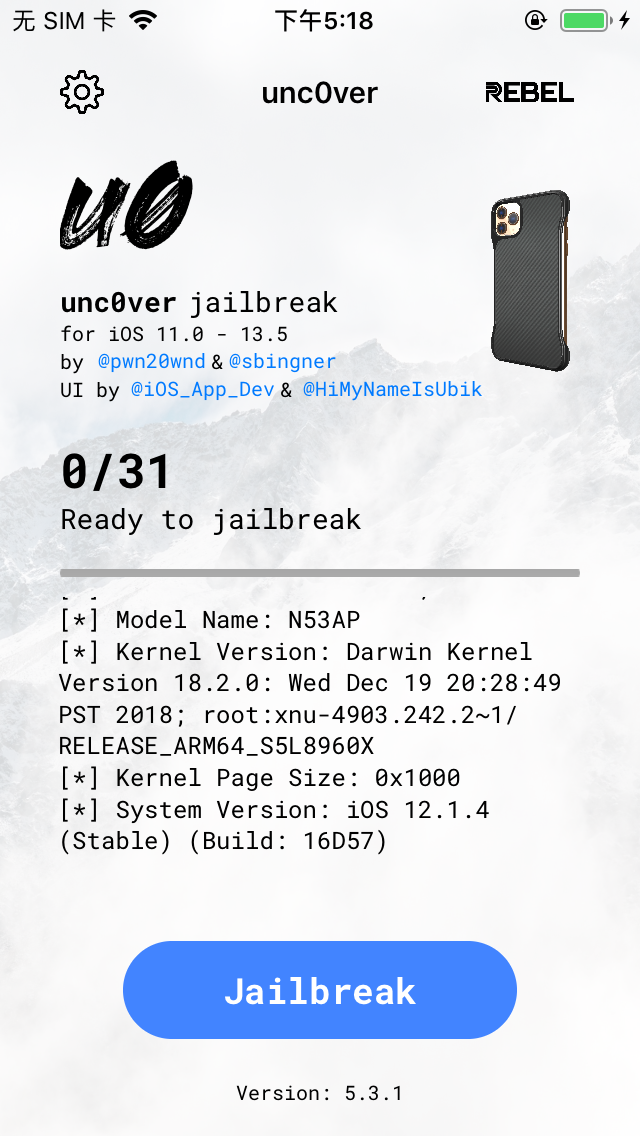 无 SIM 卡 下午5:18
unc0ver REBEL
u0
unc0ver jailbreak
for iOS 11.0 - 13.5
by @pwn20wnd & @sbingner
UI by @iOS_App_Dev & @HiMyNameIsUbik
0/31
Ready to jailbreak
[*] Model Name: N53AP
[*] Kernel Version: Darwin Kernel
Version 18.2.0: Wed Dec 19 20:28:49
PST 2018; root:xnu-4903.242.2~1/
RELEASE_ARM64_S5L8960X
[*] Kernel Page Size: 0x1000
[*] System Version: iOS 12.1.4
(Stable) (Build: 16D57)
Jailbreak
Version: 5.3.1